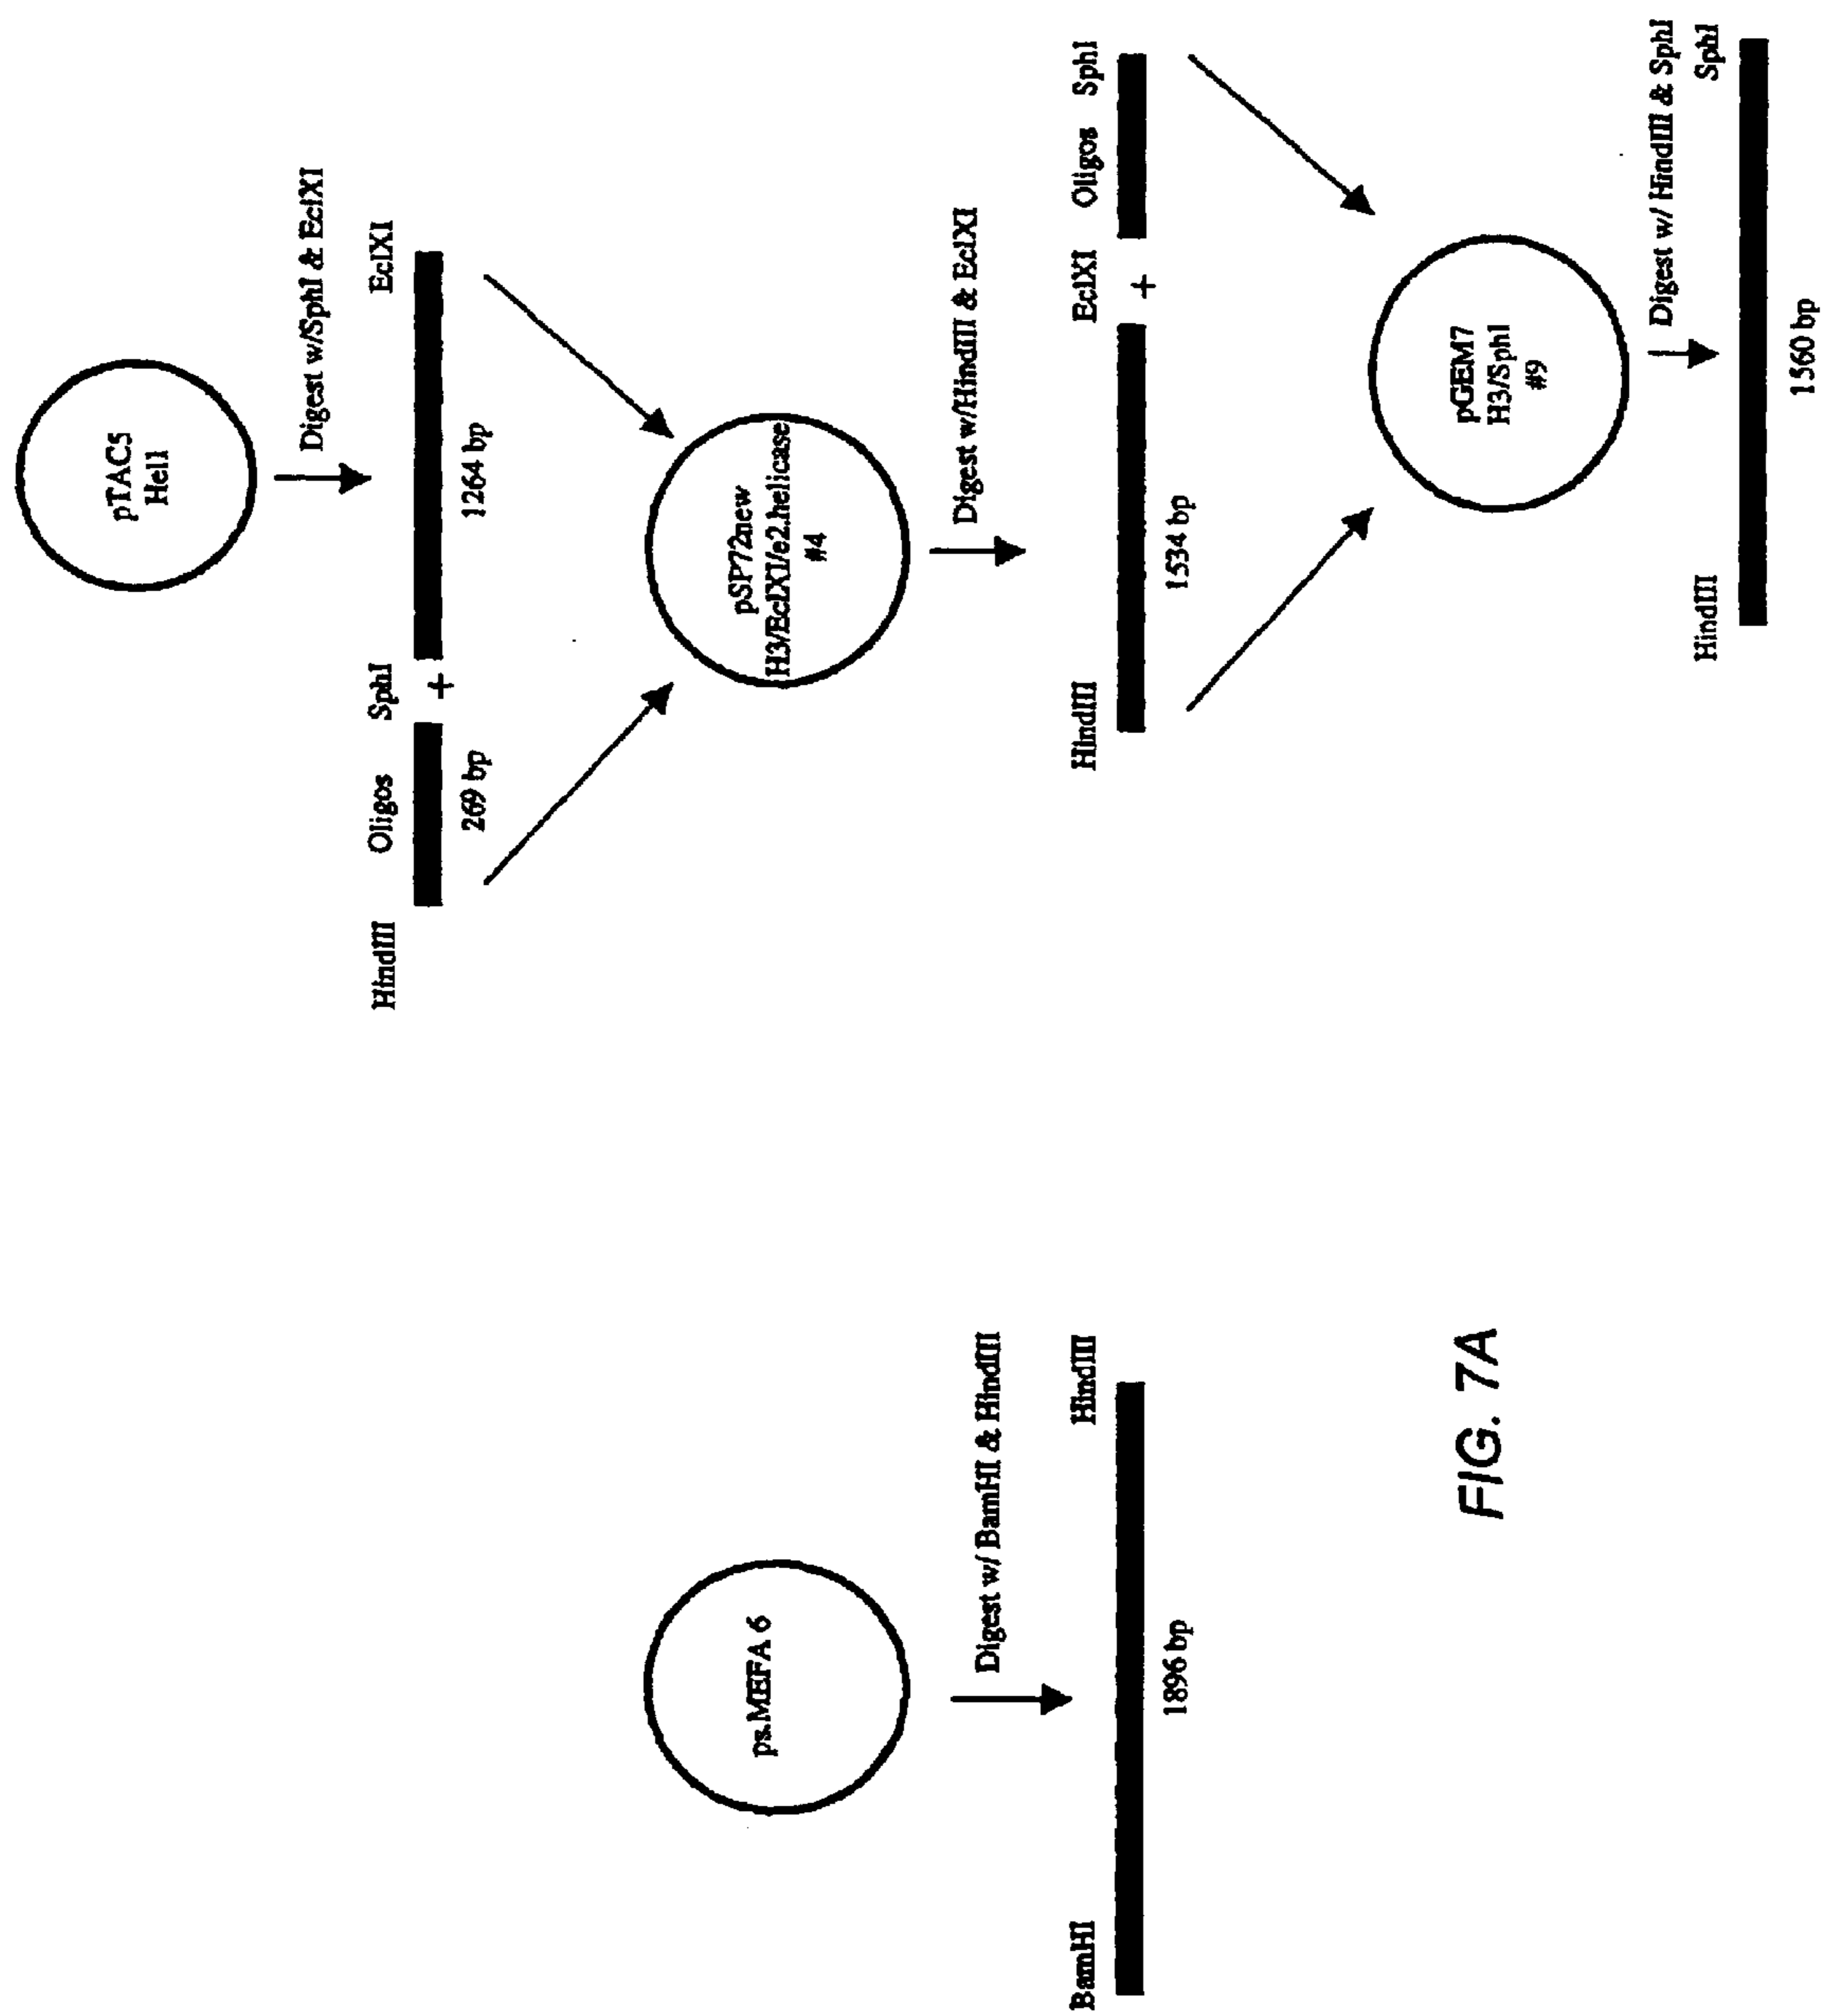 pTAC5
Hel1
Digest w/SphI & EclXI
HindIII Oligos SphI EclXI
+
269 bp 1264 bp
ps.MEFA 6
pSP72new
H3/EclXI/e2.helicase
#4
Digest w/ BamHI & HindIII
Digest w/HindIII & EclXI
BamHI HindIII
HindIII EclXI Oligos SphI
+
1896 bp
1534 bp
pGEM7
H3/SphI
#9
FIG. 7A
Digest w/ HindIII & SphI
HindIII SphI
1560 bp